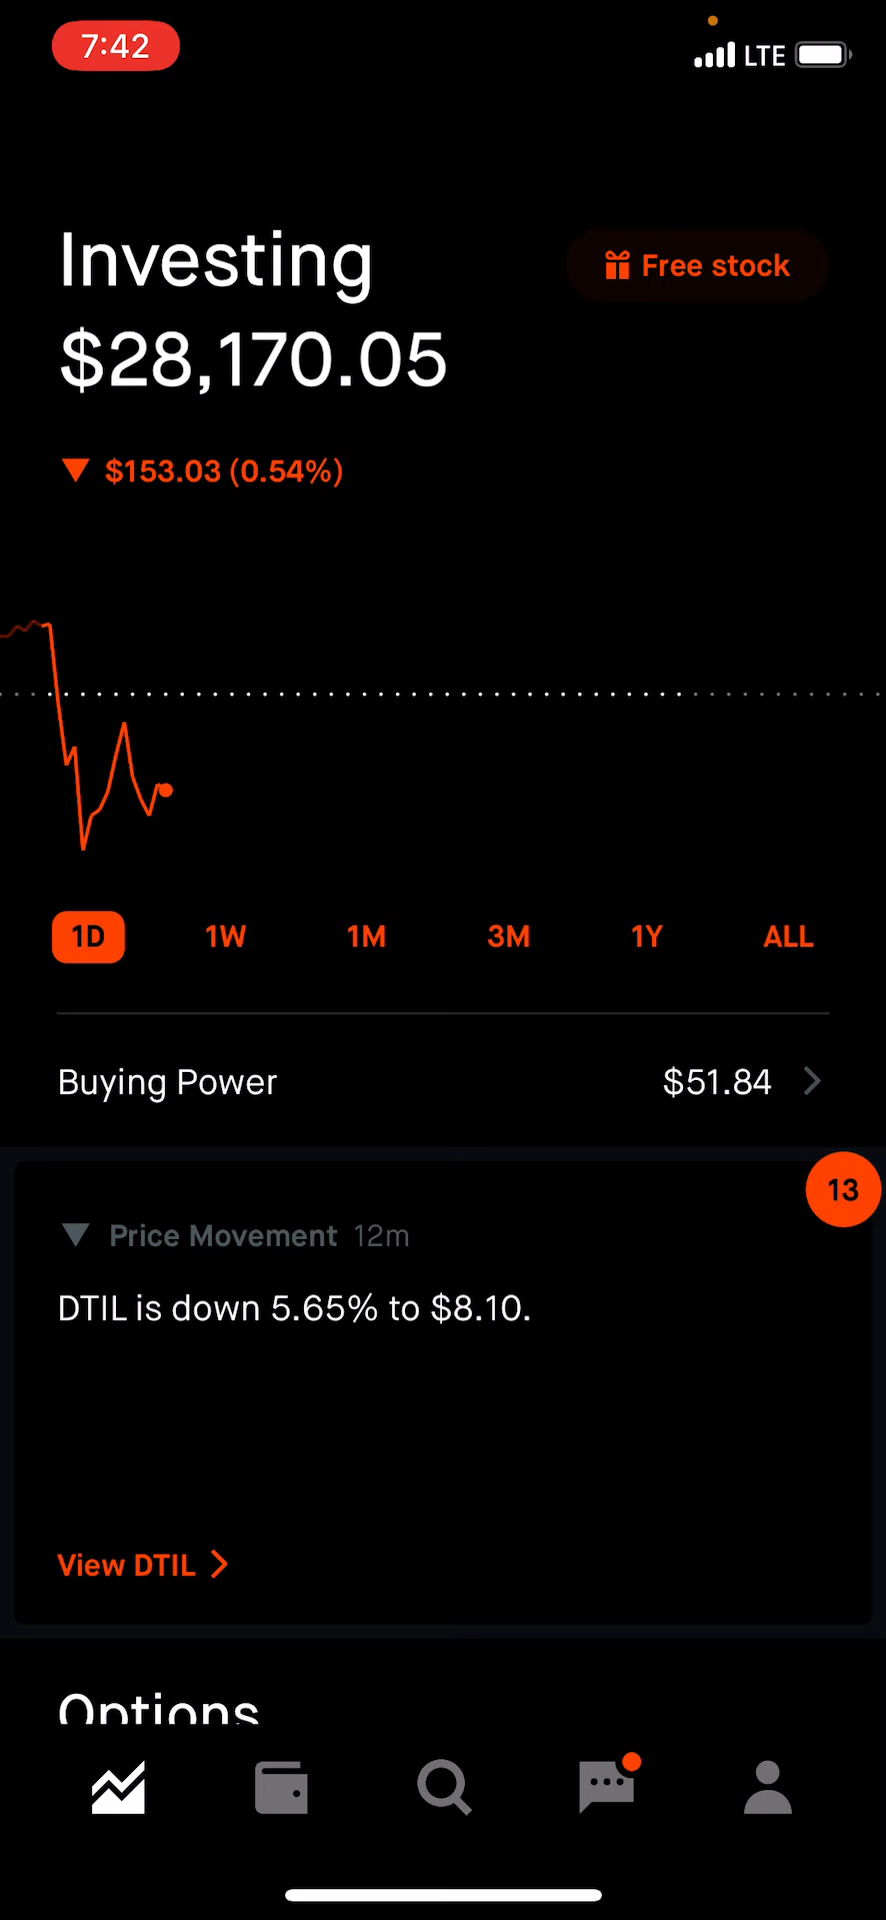 7:42
LTE
Investing
Free stock
$28,170.05
▼ $153.03 (0.54%)
1D 1W 1M 3M 1Y ALL
Buying Power $51.84
13
▼ Price Movement 12m
DTIL is down 5.65% to $8.10.
View DTIL
Options